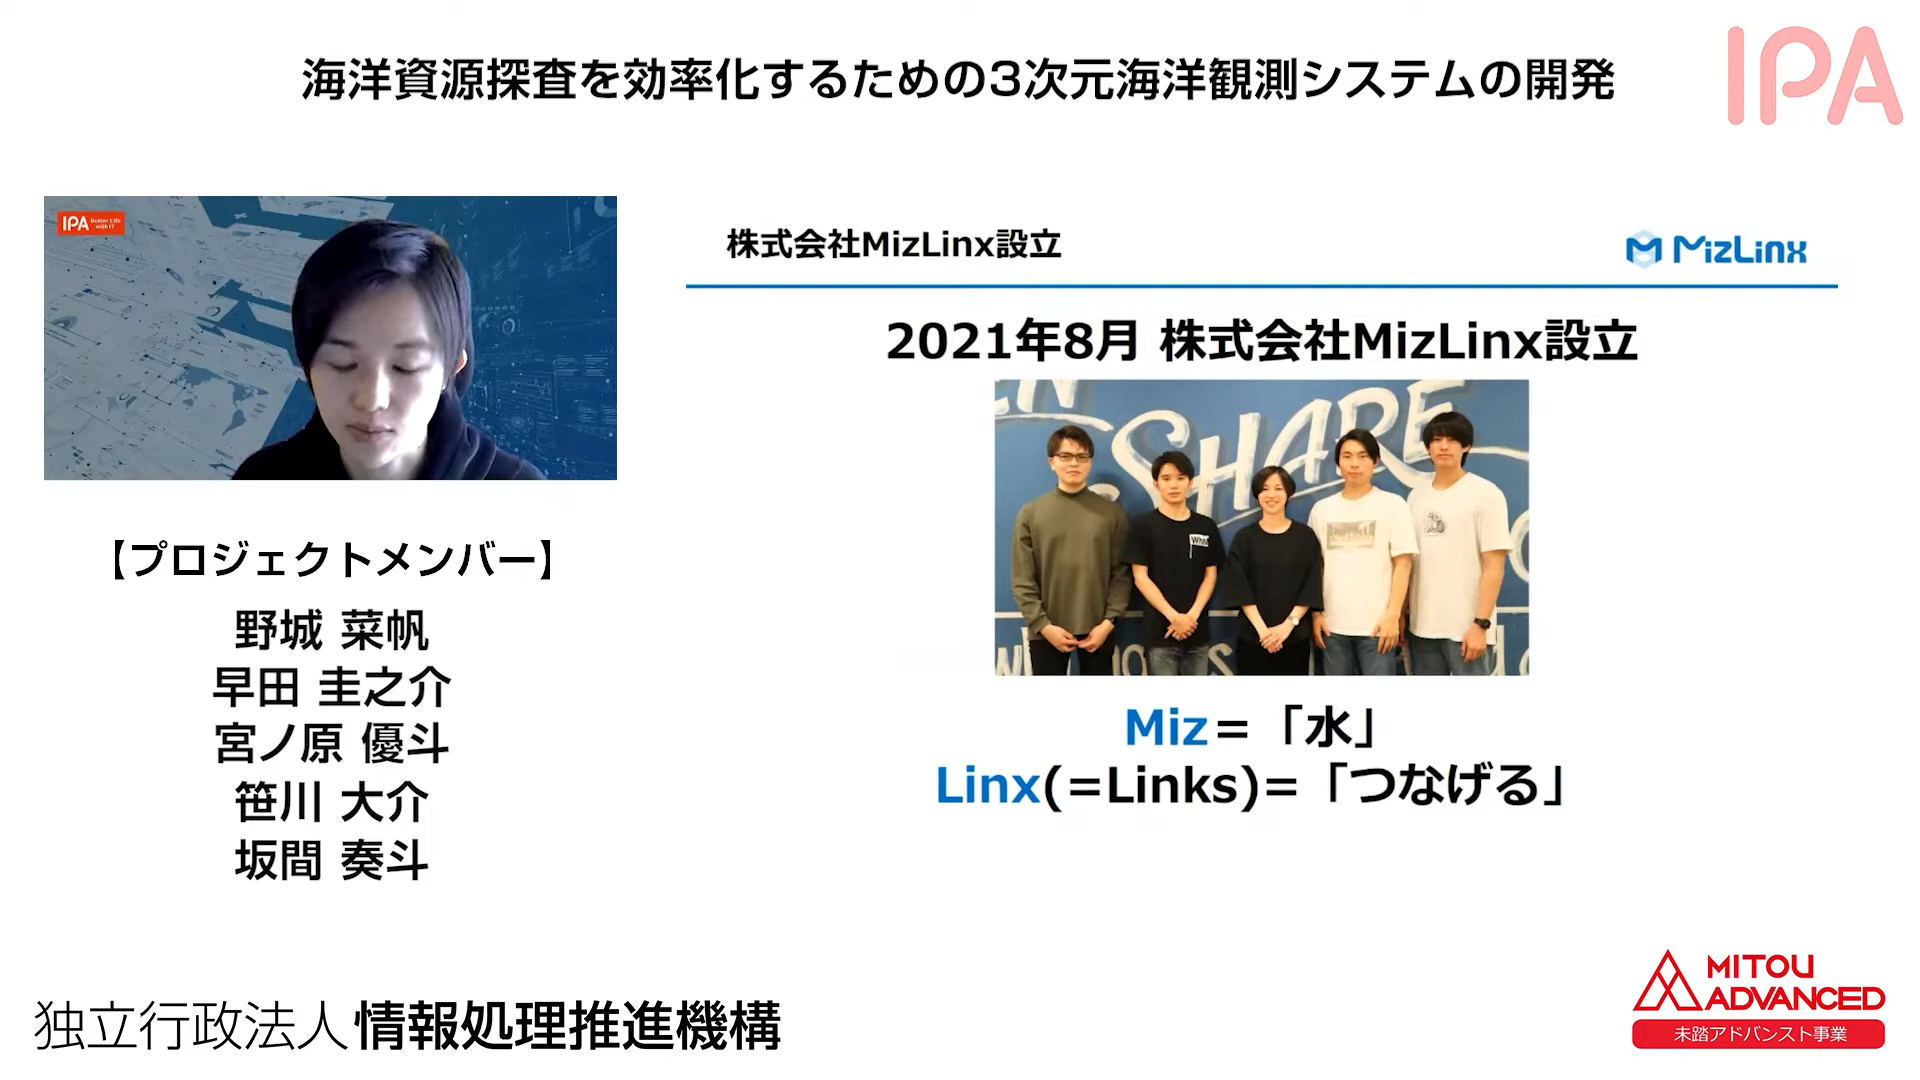 海洋資源探査を効率化するための3次元海洋観測システムの開発
IPA
IPA Better Life
with IT
株式会社MizLinx設立
MizLinx
2021年8月 株式会社MizLinx設立
SHARE
Miz＝「水」
Linx(=Links)=「つなげる」
【プロジェクトメンバー】
野城 菜帆
早田 圭之介
宮ノ原 優斗
笹川 大介
坂間 奏斗
独立行政法人情報処理推進機構
MITOU
ADVANCED
未踏アドバンスト事業